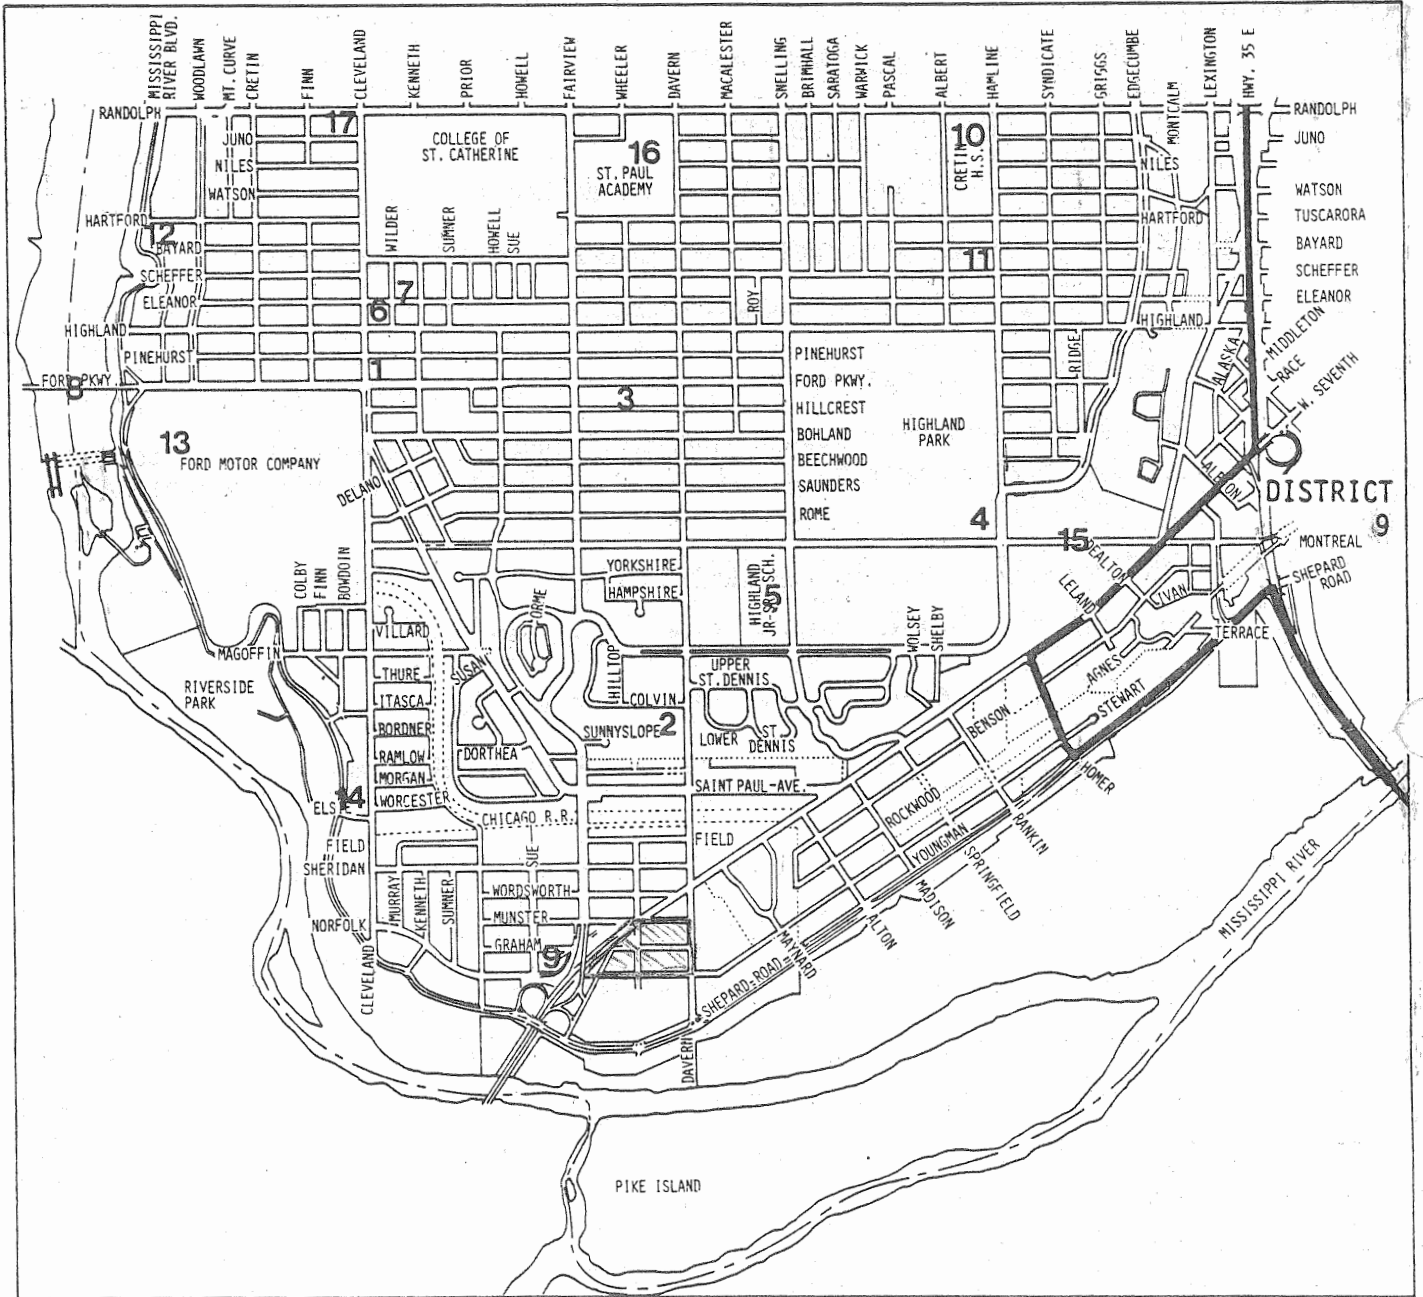 MISSISSIPPI
RIVER BLVD.
WOODLAWN
MT. CURVE
CRETIN
FINN
CLEVELAND
KENNETH
PRIOR
HOWELL
FAIRVIEW
WHEELER
DAVERN
MACALESTER
SNELLING
BRIMHALL
SARATOGA
WARWICK
PASCAL
ALBERT
HAMLINE
SYNDICATE
GRIGGS
EDGECUMBE
MONTCALM
LEXINGTON
HWY. 35 E
RANDOLPH
RANDOLPH
17
JUNO
COLLEGE OF
ST. CATHERINE
16
10
CRETIN
H.S.
JUNO
NILES
ST. PAUL
ACADEMY
NILES
WATSON
WATSON
HARTFORD
HARTFORD
TUSCARORA
12
BAYARD
WILDER
SUMNER
HOWELL
SUE
11
BAYARD
SCHEFFER
SCHEFFER
7
ELEANOR
6
ROY
ELEANOR
HIGHLAND
HIGHLAND
MIDDLETON
PINEHURST
1
PINEHURST
RIDGE
ALASKA
RACE
FORD PKWY.
8
FORD PKWY.
W. SEVENTH
3
HILLCREST
HIGHLAND
PARK
BOHLAND
13
FORD MOTOR COMPANY
BEECHWOOD
DELANO
SAUNDERS
ALBION
DISTRICT
9
ROME
4
15
MONTREAL
COLBY
FINN
BOWDOIN
YORKSHIRE
HAMPSHIRE
HIGHLAND
JR-SR. SCH.
5
ORME
LELAND
DEALTON
IVAN
SHEPARD
ROAD
VILLARD
WOLSEY
SHELBY
TERRACE
MAGOFFIN
THURE
SUSAN
HILLTOP
UPPER
ST. DENNIS
AGNES
RIVERSIDE
PARK
ITASCA
COLVIN
STEWART
BORDNER
SUNNYSLOPE
2
LOWER
ST.
DENNIS
BENSON
RAMLOW
DORTHEA
MORGAN
SAINT PAUL-AVE.
HOMER
14
WORCESTER
ELSIE
CHICAGO R.R.
ROCKWOOD
RANKIN
FIELD
SUE
FIELD
YOUNGMAN
SPRINGFIELD
SHERIDAN
MURRAY
KENNETH
SUMNER
WORDSWORTH
MADISON
MISSISSIPPI RIVER
NORFOLK
MUNSTER
ALTON
GRAHAM
9
MAYNARD
CLEVELAND
SHEPARD-ROAD
DAVERN
PIKE ISLAND